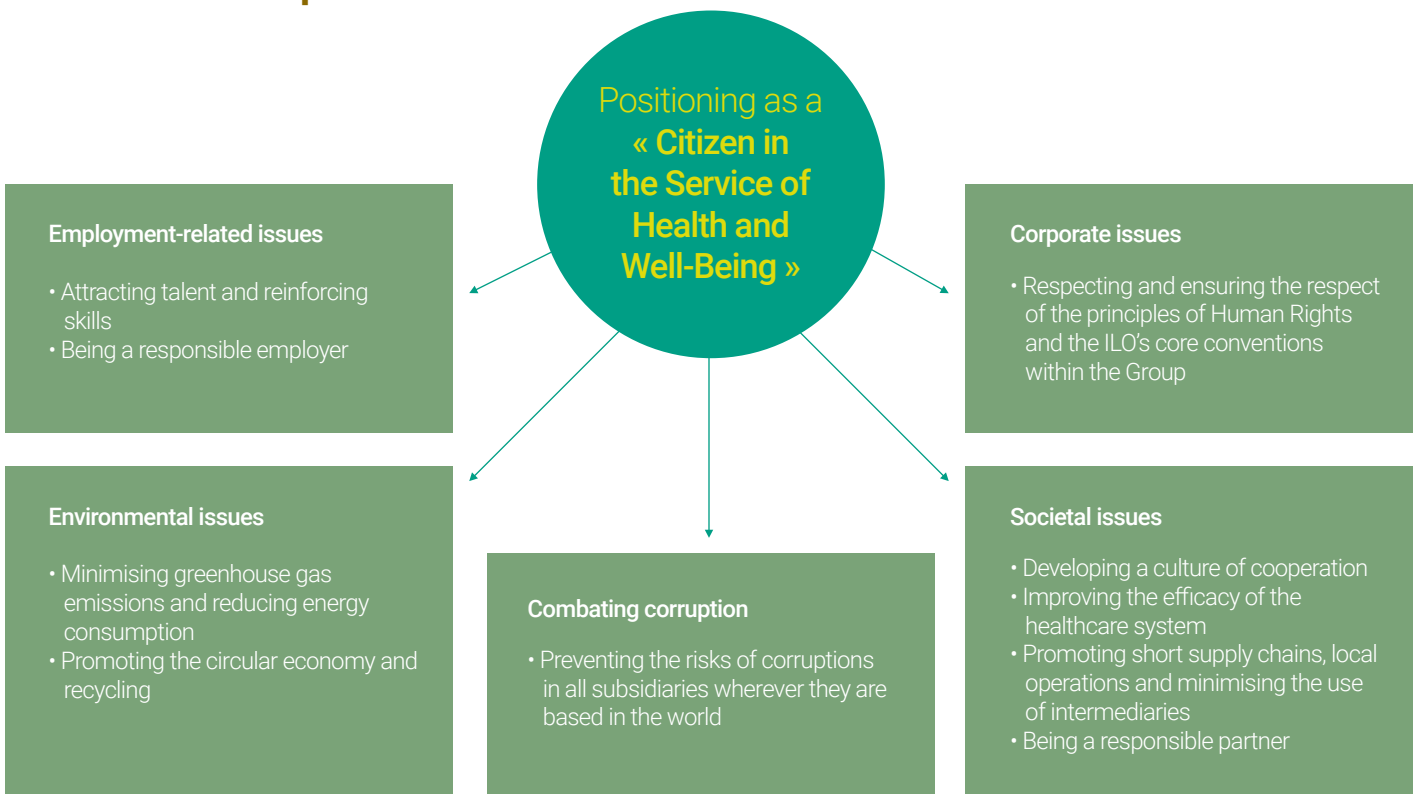 Positioning as a
« Citizen in
the Service of
Health and
Well-Being »
Employment-related issues
• Attracting talent and reinforcing
skills
• Being a responsible employer
Corporate issues
• Respecting and ensuring the respect
of the principles of Human Rights
and the ILO’s core conventions
within the Group
Environmental issues
• Minimising greenhouse gas
emissions and reducing energy
consumption
• Promoting the circular economy and
recycling
Combating corruption
• Preventing the risks of corruptions
in all subsidiaries wherever they are
based in the world
Societal issues
• Developing a culture of cooperation
• Improving the efficacy of the
healthcare system
• Promoting short supply chains, local
operations and minimising the use
of intermediaries
• Being a responsible partner